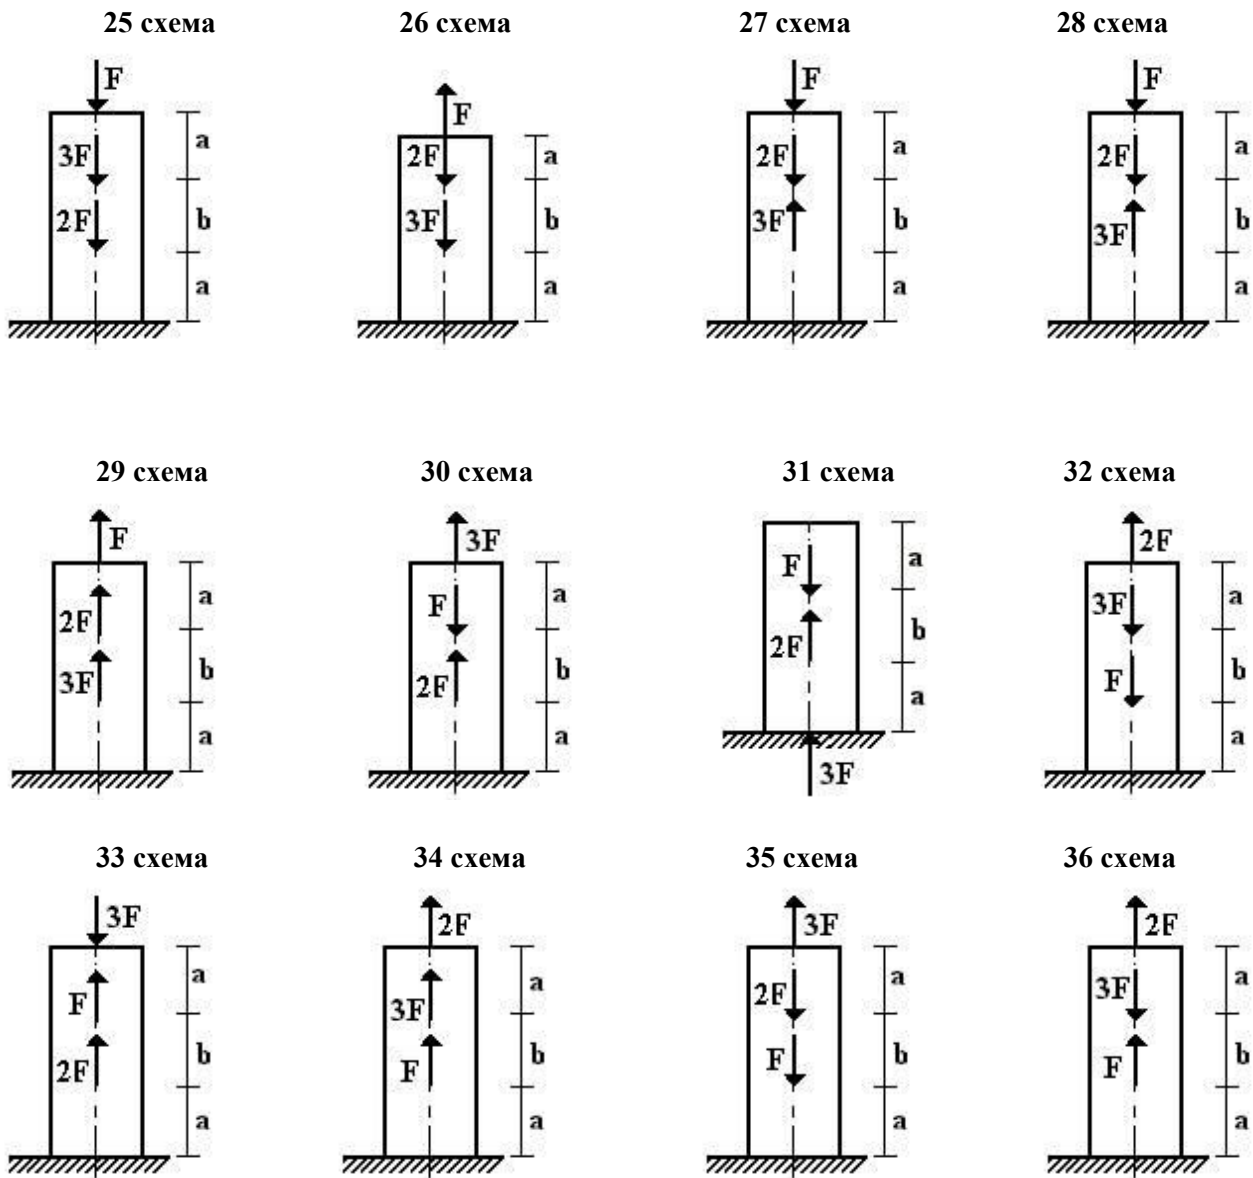 25 схема 26 схема 27 схема 28 схема
F F F F
3F 2F 2F 2F
a a a a
2F 3F 3F 3F
b b b b
a a a a
29 схема 30 схема 31 схема 32 схема
F 3F 2F
2F F F 3F
a a a a
3F 2F 2F F
b b b b
a a a a
3F
33 схема 34 схема 35 схема 36 схема
3F 2F 3F 2F
F 3F 2F 3F
a a a a
2F F F F
b b b b
a a a a